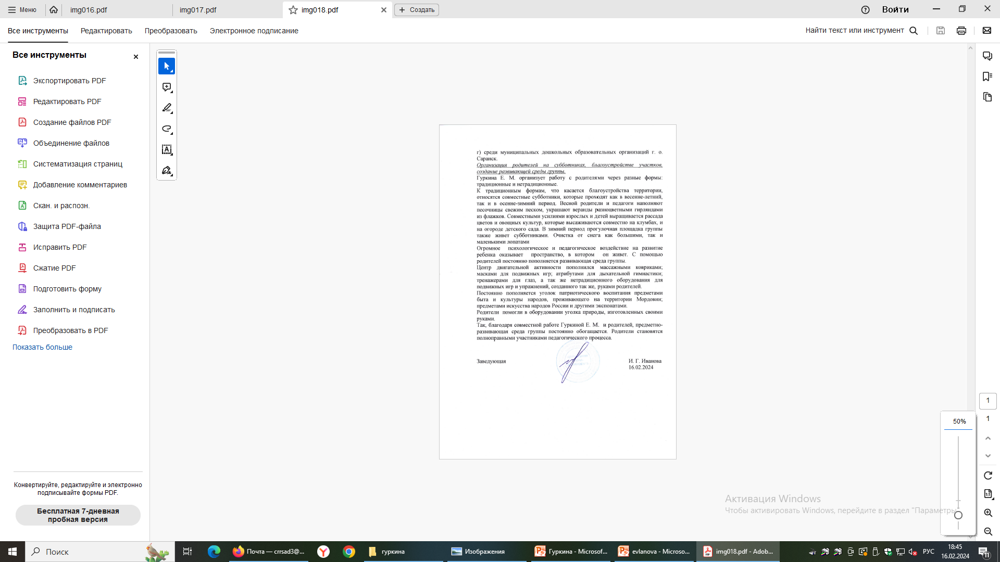 Меню
img016.pdf
img017.pdf
img018.pdf
Создать
Войти
Все инструменты
Редактировать
Преобразовать
Электронное подписание
Найти текст или инструмент
Все инструменты
Экспортировать PDF
Редактировать PDF
Создание файлов PDF
Объединение файлов
Систематизация страниц
Добавление комментариев
Скан. и распозн.
Защита PDF-файла
Исправить PDF
Сжатие PDF
Подготовить форму
Заполнить и подписать
Преобразовать в PDF
Показать больше
Конвертируйте, редактируйте и электронно
подписывайте формы PDF.
Бесплатная 7-дневная
пробная версия
г) среди муниципальных дошкольных образовательных организаций г. о.
Саранск.
Организация родителей на субботниках, благоустройстве участков,
создание развивающей среды группы.
Гуркина Е. М. организует работу с родителями через разные формы:
традиционные и нетрадиционные.
К традиционным формам, что касается благоустройства территории,
относятся совместные субботники, которые проходят как в весенне-летний,
так и в осенне-зимний период. Весной родители и педагоги наполняют
песочницы свежим песком, украшают веранды разноцветными гирляндами
из флажков. Совместными усилиями взрослых и детей выращивается рассада
цветов и овощных культур, которые высаживаются совместно на клумбах, и
на огороде детского сада. В зимний период прогулочная площадка группы
также живет субботниками. Очистка от снега как большими, так и
маленькими лопатами
Огромное психологическое и педагогическое воздействие на развитие
ребенка оказывает пространство, в котором он живет. С помощью
родителей постоянно пополняется развивающая среда группы.
Центр двигательной активности пополнился массажными ковриками;
масками для подвижных игр; атрибутами для дыхательной гимнастики;
тренажерами для глаз, а так же нетрадиционного оборудования для
подвижных игр и упражнений, созданного так же, руками родителей.
Постоянно пополняется уголок патриотического воспитания предметами
быта и культуры народов, проживающего на территории Мордовии;
предметами искусства народов России и другими экспонатами.
Родители помогли в оборудовании уголка природы, изготовленных своими
руками.
Так, благодаря совместной работе Гуркиной Е. М. и родителей, предметно-
развивающая среда группы постоянно обогащается. Родители становятся
полноправными участниками педагогического процесса.
Заведующая
И. Г. Иванова
16.02.2024
1
1
50%
Активация Windows
Чтобы активировать Windows, перейдите в раздел "Параметры
Поиск
Почта — crrsad3@...
гуркина
Изображения
Гуркина - Microsof...
evlanova - Microso...
img018.pdf - Adob...
РУС
18:45
16.02.2024
11